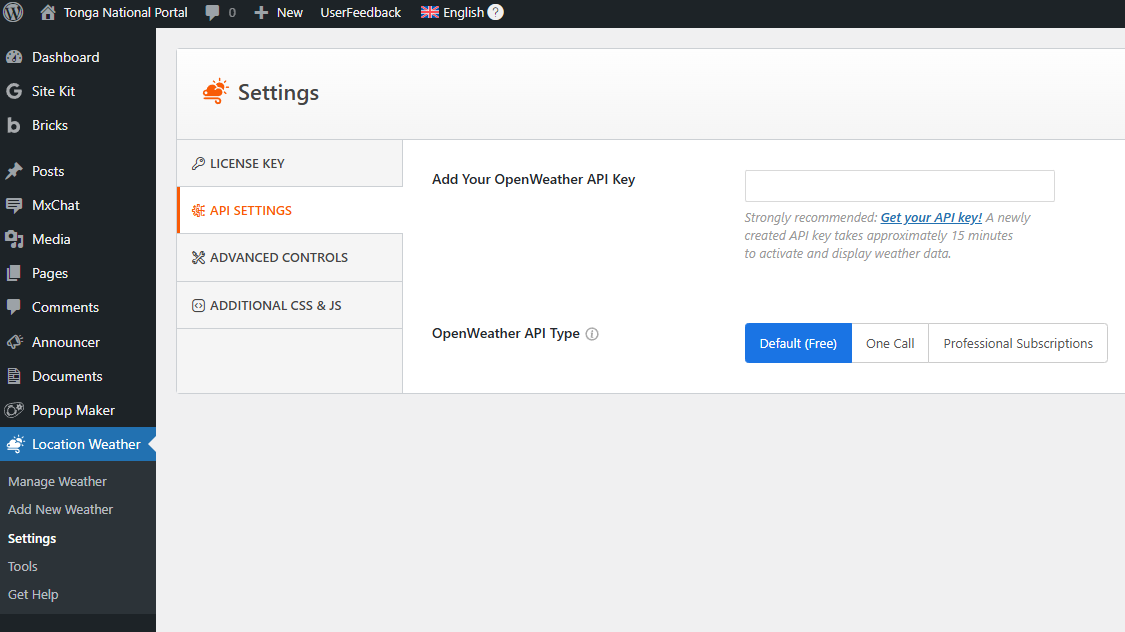 Tonga National Portal 0 New UserFeedback English ?
Dashboard
Site Kit
Bricks
Posts
MxChat
Media
Pages
Comments
Announcer
Documents
Popup Maker
Location Weather
Manage Weather
Add New Weather
Settings
Tools
Get Help
Settings
LICENSE KEY
API SETTINGS
ADVANCED CONTROLS
ADDITIONAL CSS & JS
Add Your OpenWeather API Key
Strongly recommended: Get your API key! A newly
created API key takes approximately 15 minutes
to activate and display weather data.
OpenWeather API Type
Default (Free) One Call Professional Subscriptions